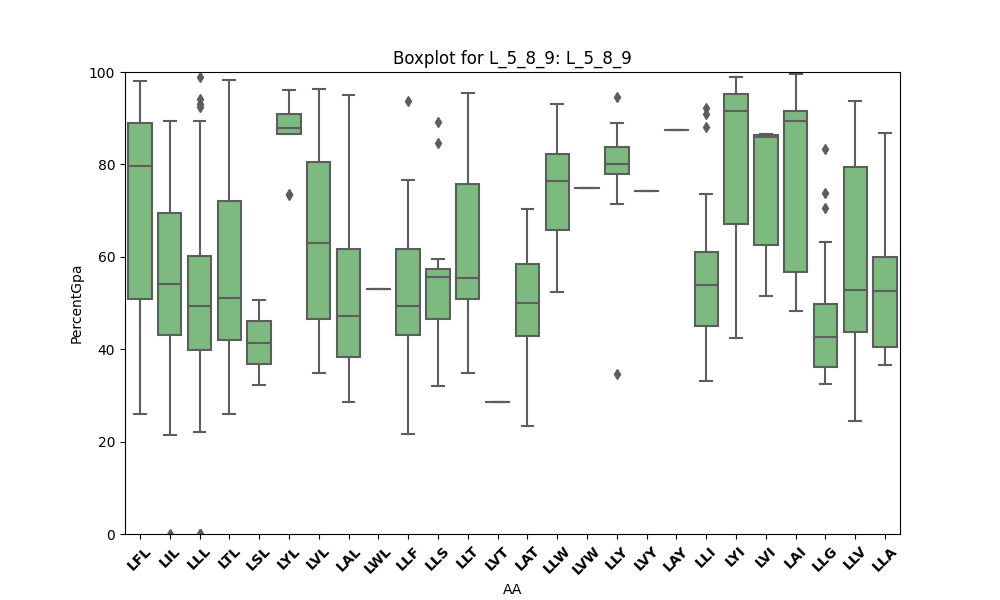 Boxplot for L_5_8_9: L_5_8_9
100
80
60
40
20
0
PercentGpa
LFL LIL LLL LTL LSL LYL LVL LAL LWL LLF LLS LLT LVT LAT LLW LVW LLY LVY LAY LLI LYI LVI LAI LLG LLV LLA
AA